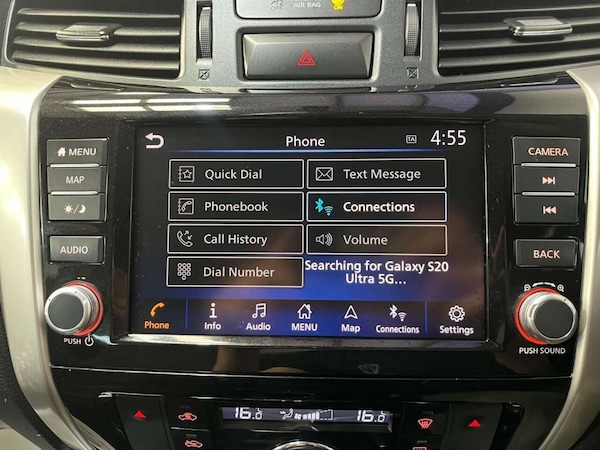 AIR BAG
ON
Phone
TA
4:55
MENU
MAP
AUDIO
PUSH
Quick Dial
Text Message
Phonebook
Connections
Call History
Volume
Dial Number
Searching for Galaxy S20
Ultra 5G...
Phone
Info
Audio
MENU
Map
Connections
Settings
CAMERA
BACK
PUSH SOUND
16.0
16.0